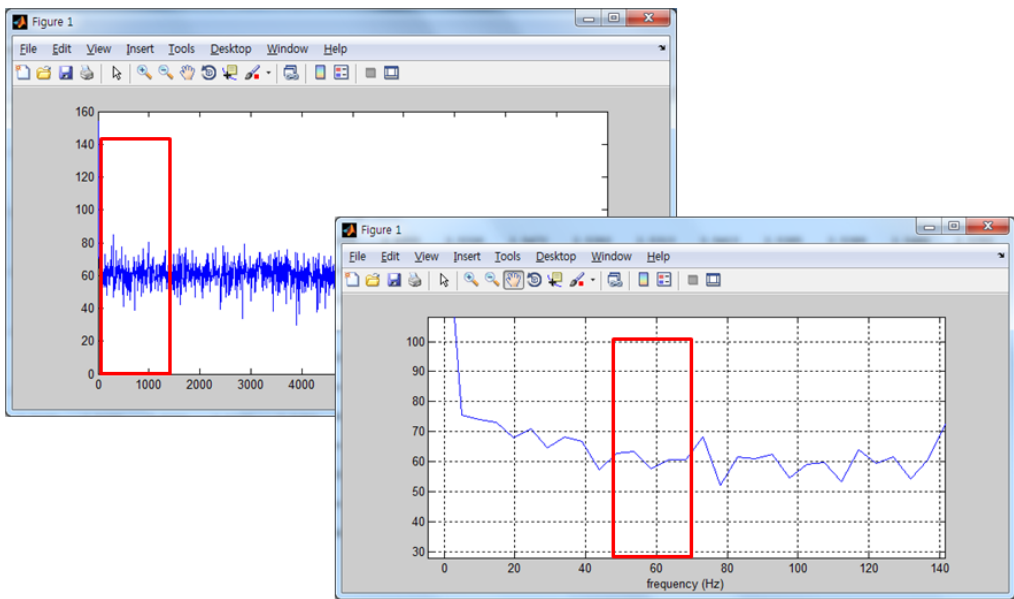 Figure 1
File Edit View Insert Tools Desktop Window Help
160
140
120
100
80
60
40
20
0
0 1000 2000 3000 4000
Figure 1
File Edit View Insert Tools Desktop Window Help
100
90
80
70
60
50
40
30
0 20 40 60 80 100 120 140
frequency (Hz)